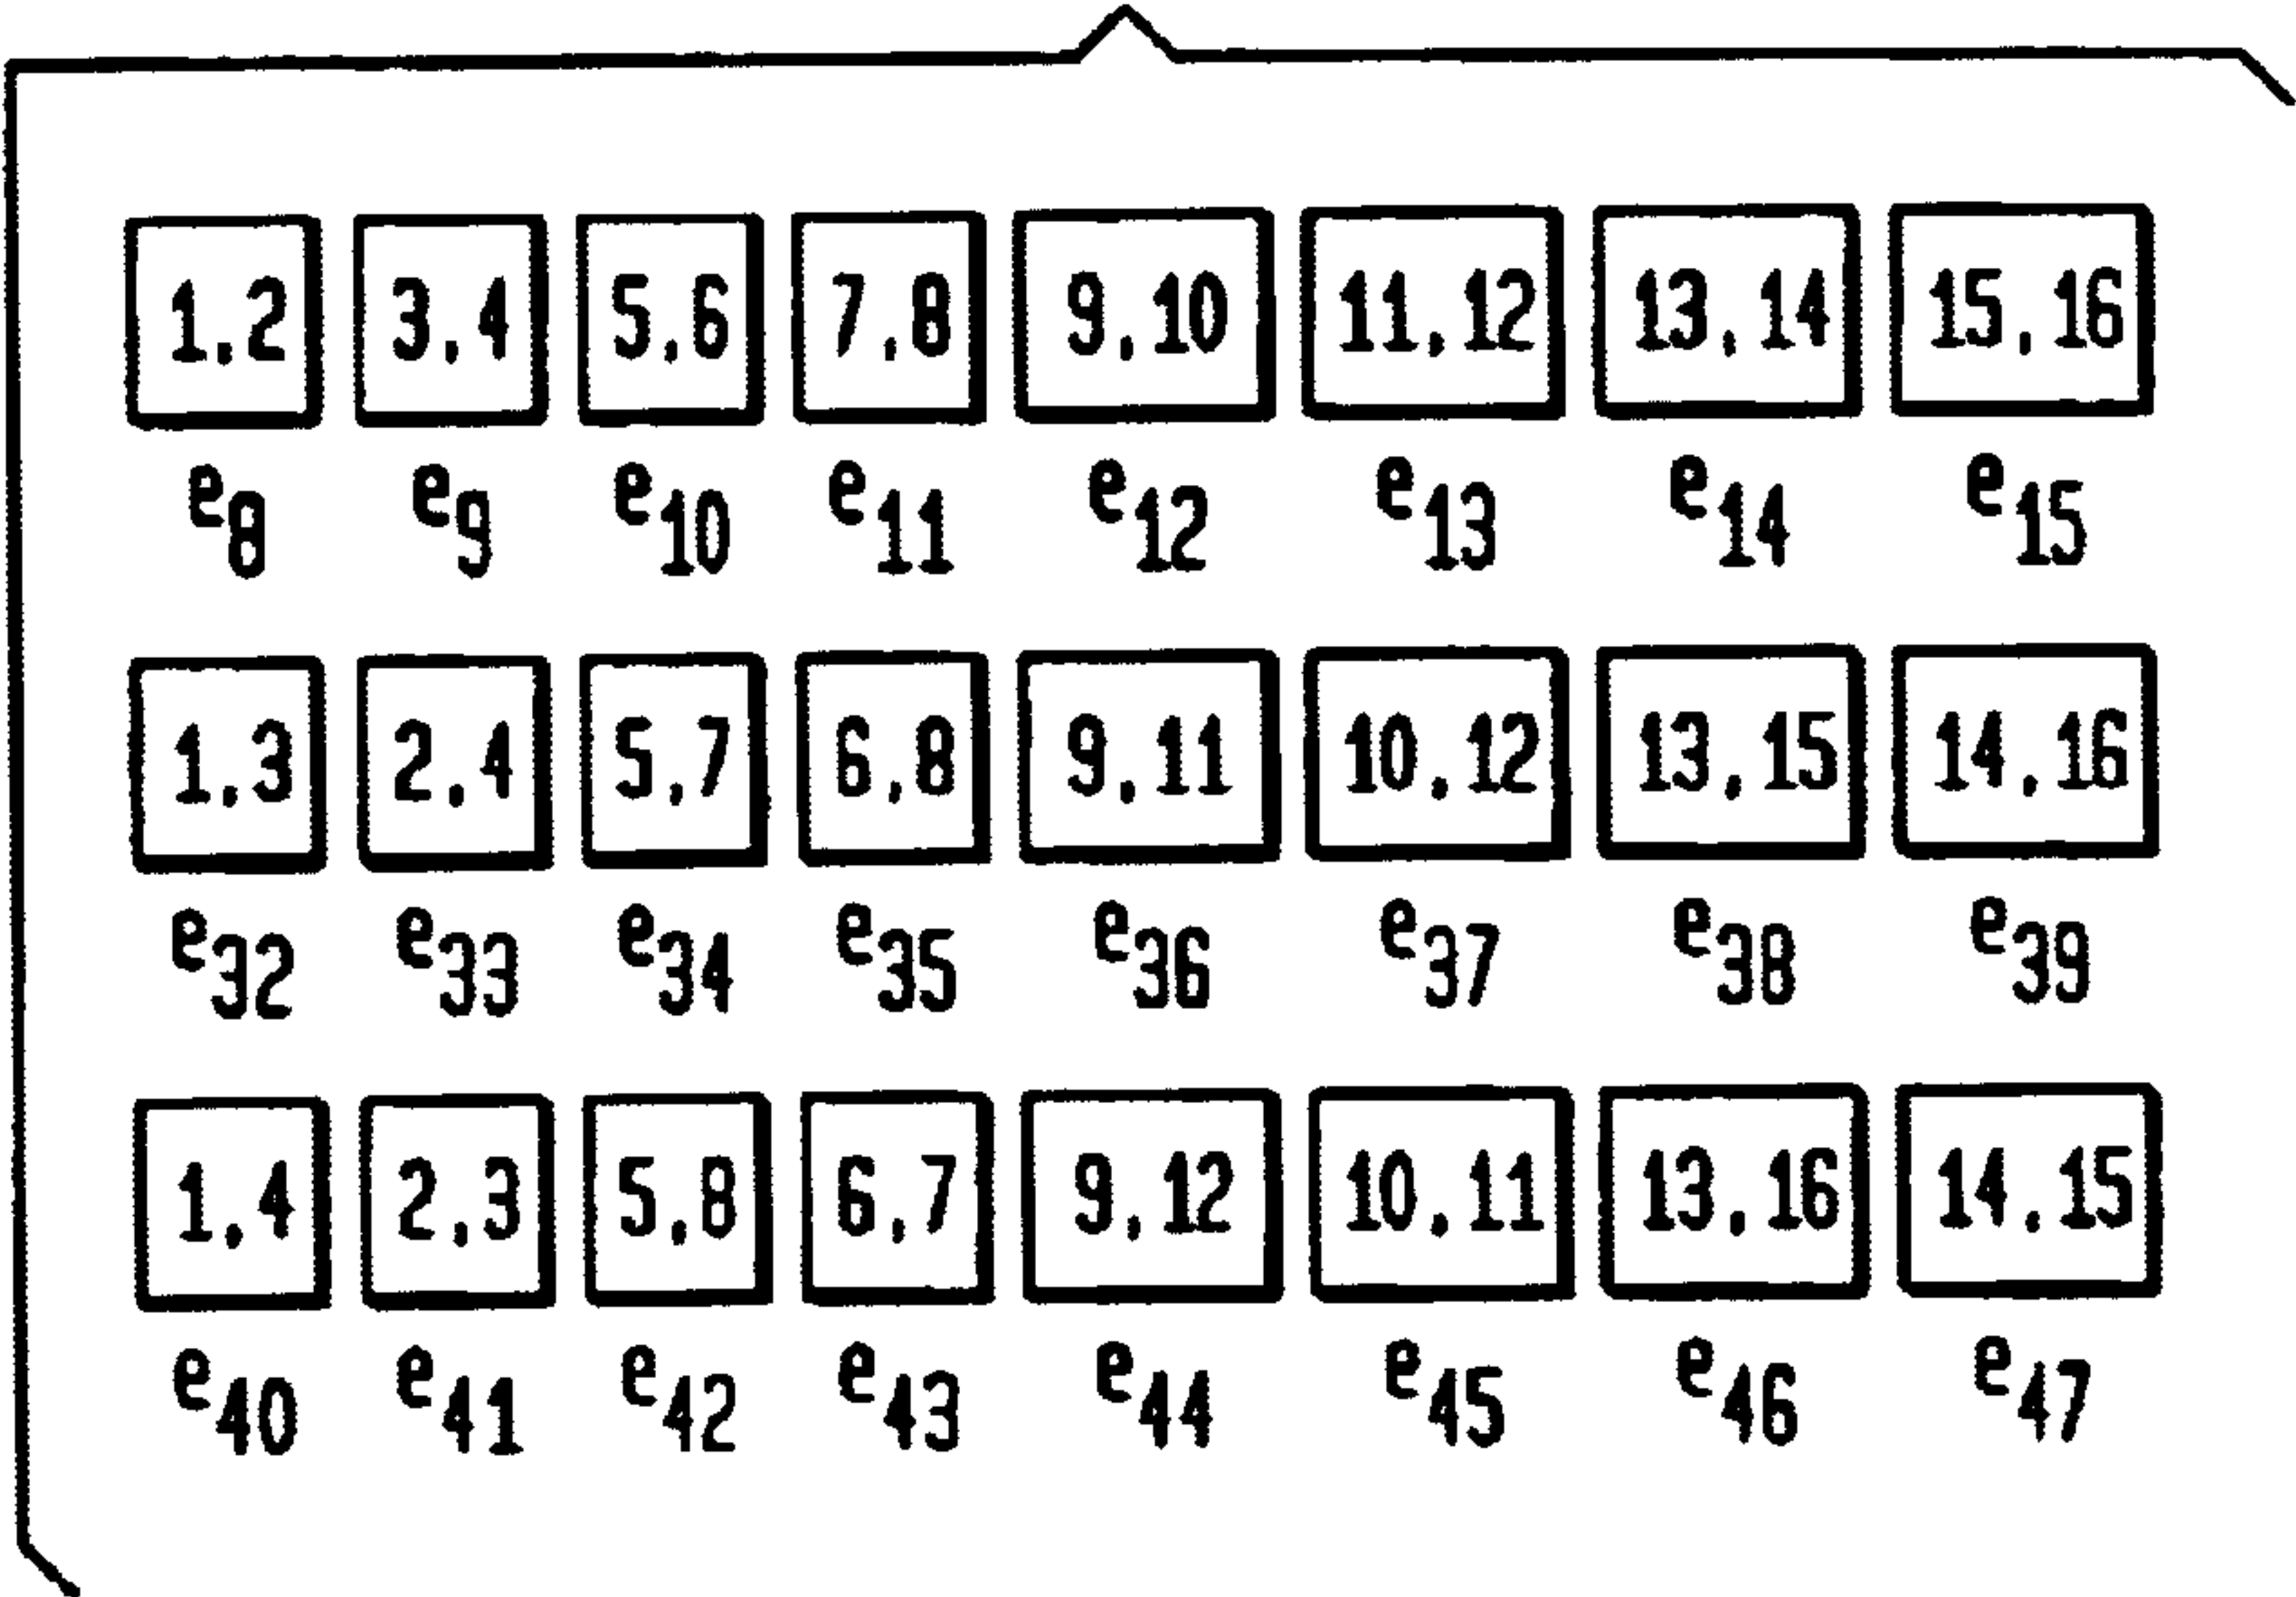 1,2 3,4 5,6 7,8 9,10 11,12 13,14 15,16
e8 e9 e10 e11 e12 e13 e14 e15
1,3 2,4 5,7 6,8 9,11 10,12 13,15 14,16
e32 e33 e34 e35 e36 e37 e38 e39
1,4 2,3 5,8 6,7 9,12 10,11 13,16 14,15
e40 e41 e42 e43 e44 e45 e46 e47